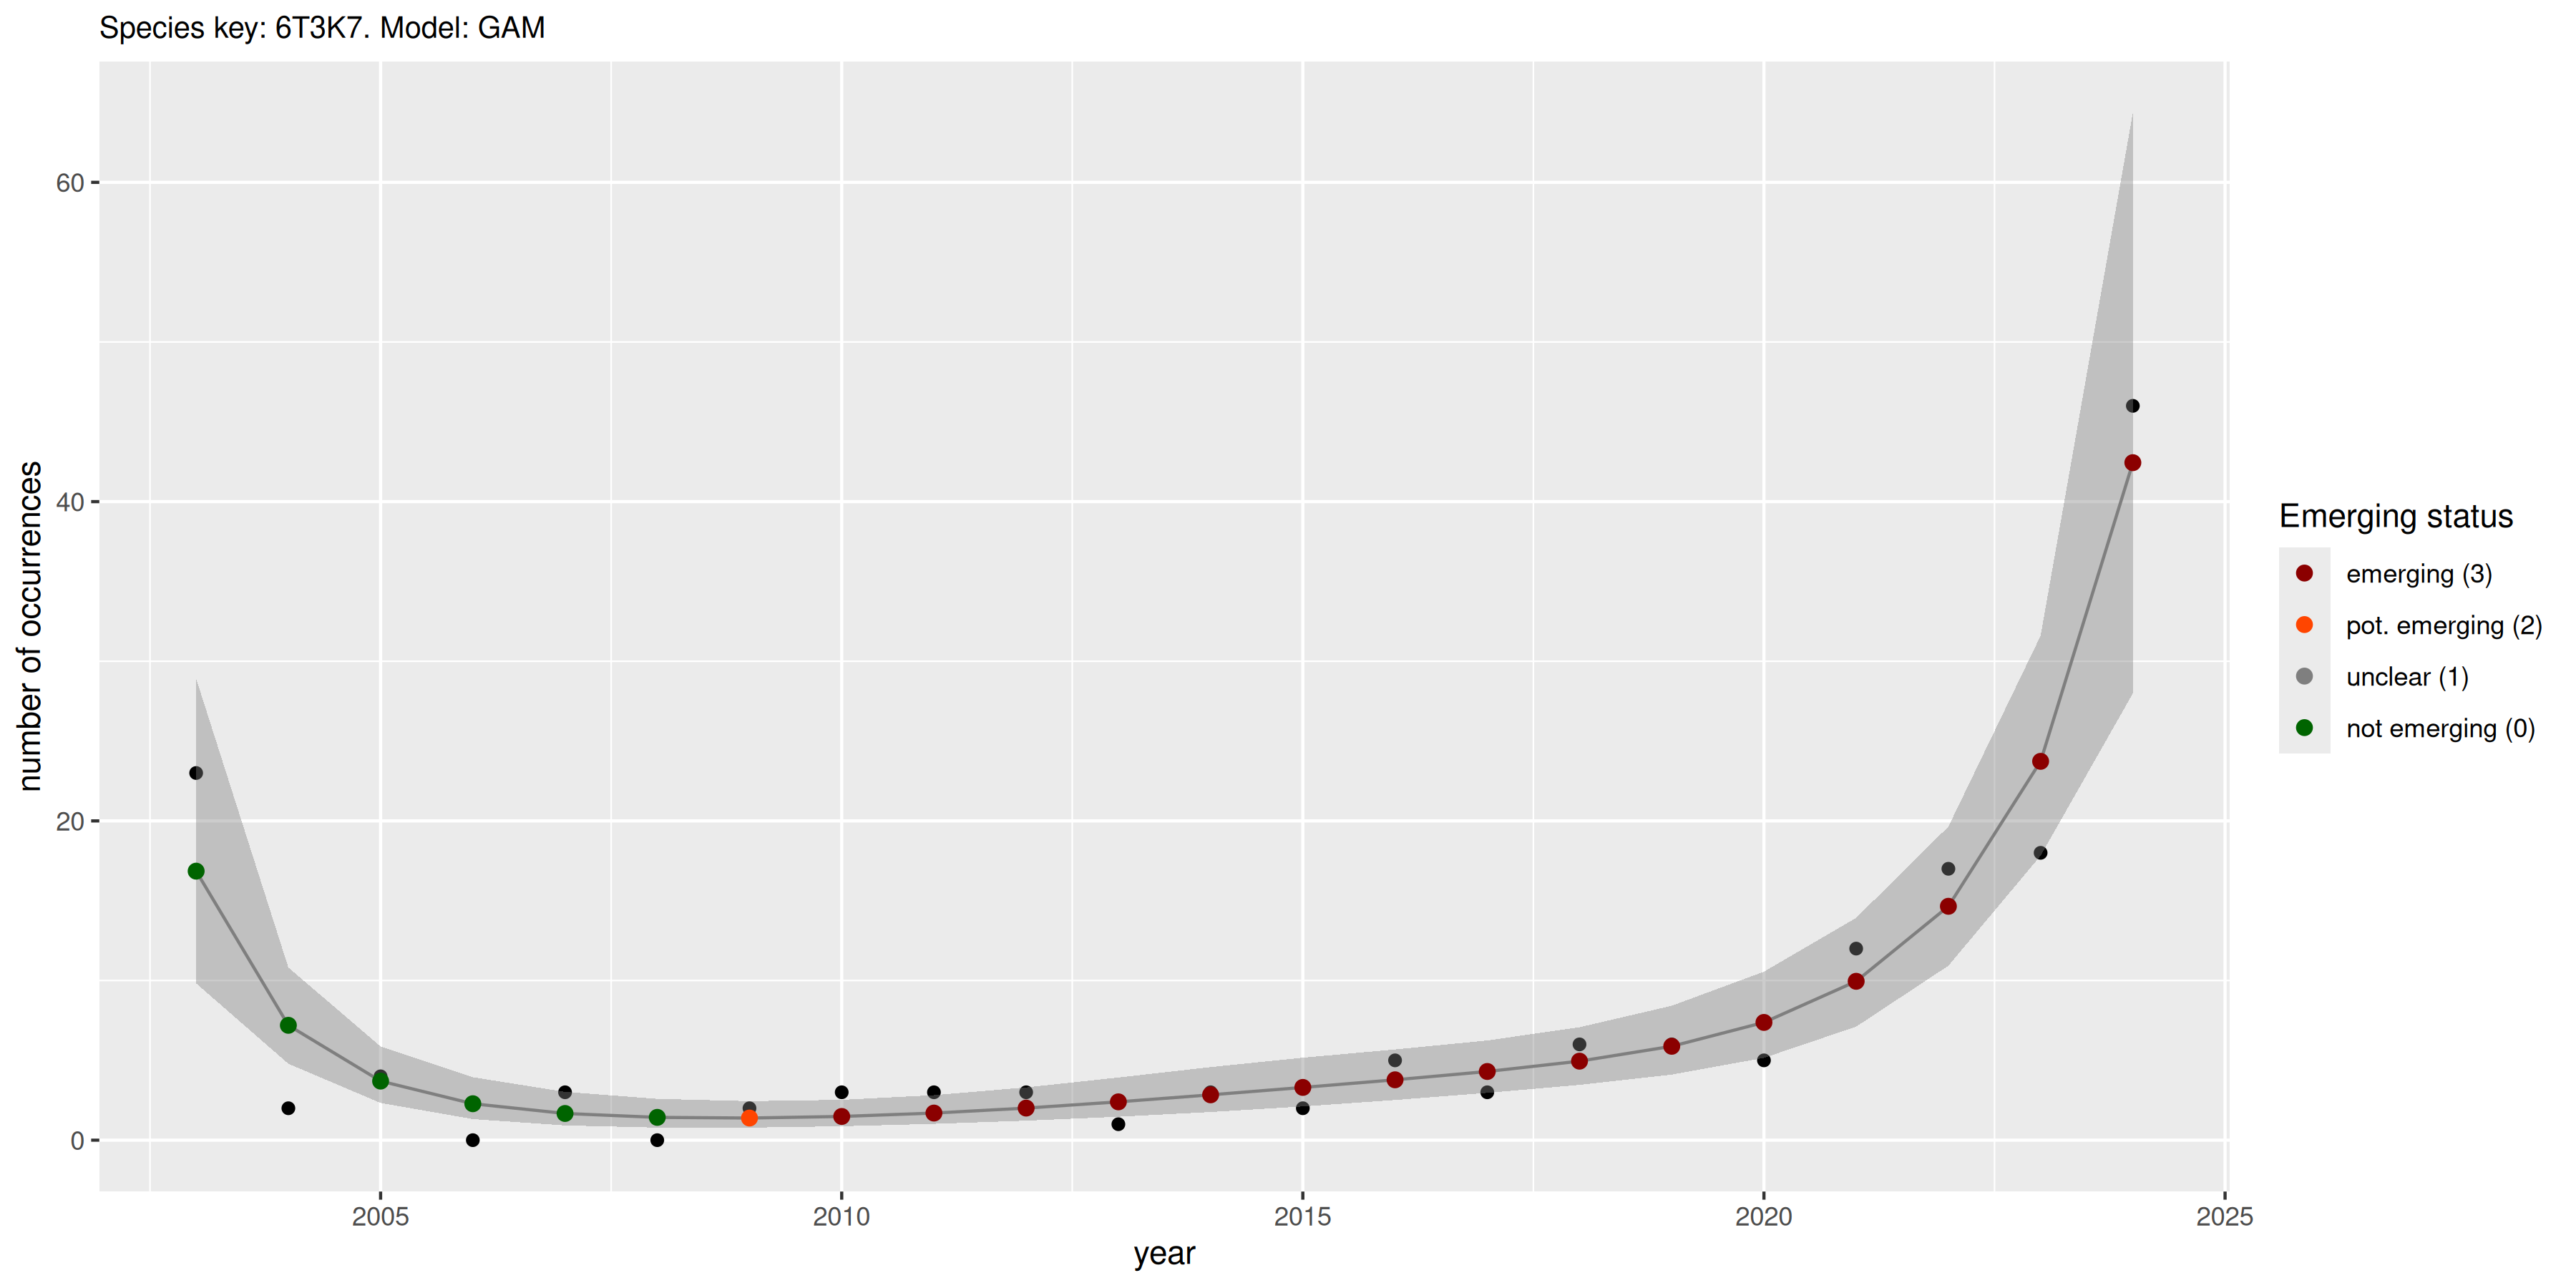 Species key: 6T3K7. Model: GAM
number of occurrences
60
40
20
0
2005
2010
2015
2020
2025
year
Emerging status
emerging (3)
pot. emerging (2)
unclear (1)
not emerging (0)